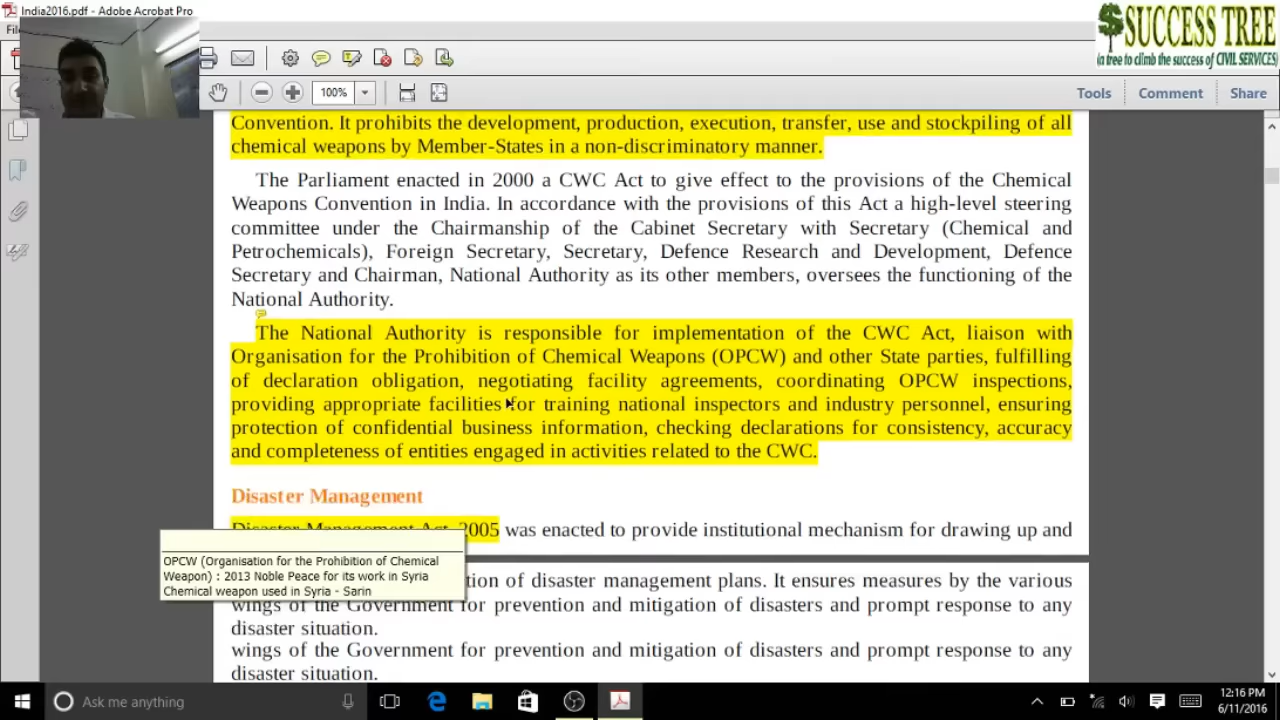 India2016.pdf - Adobe Acrobat Pro
SUCCESS TREE
(a tree to climb the success of CIVIL SERVICES)
100%
Tools
Comment
Share
Convention. It prohibits the development, production, execution, transfer, use and stockpiling of all
chemical weapons by Member-States in a non-discriminatory manner.
The Parliament enacted in 2000 a CWC Act to give effect to the provisions of the Chemical
Weapons Convention in India. In accordance with the provisions of this Act a high-level steering
committee under the Chairmanship of the Cabinet Secretary with Secretary (Chemical and
Petrochemicals), Foreign Secretary, Secretary, Defence Research and Development, Defence
Secretary and Chairman, National Authority as its other members, oversees the functioning of the
National Authority.
The National Authority is responsible for implementation of the CWC Act, liaison with
Organisation for the Prohibition of Chemical Weapons (OPCW) and other State parties, fulfilling
of declaration obligation, negotiating facility agreements, coordinating OPCW inspections,
providing appropriate facilities for training national inspectors and industry personnel, ensuring
protection of confidential business information, checking declarations for consistency, accuracy
and completeness of entities engaged in activities related to the CWC.
Disaster Management
Disaster Management Act, 2005 was enacted to provide institutional mechanism for drawing up and
OPCW (Organisation for the Prohibition of Chemical
Weapon) : 2013 Noble Peace for its work in Syria
Chemical weapon used in Syria - Sarin
tion of disaster management plans. It ensures measures by the various
wings of the Government for prevention and mitigation of disasters and prompt response to any
disaster situation.
wings of the Government for prevention and mitigation of disasters and prompt response to any
disaster situation.
Ask me anything
12:16 PM
6/11/2016